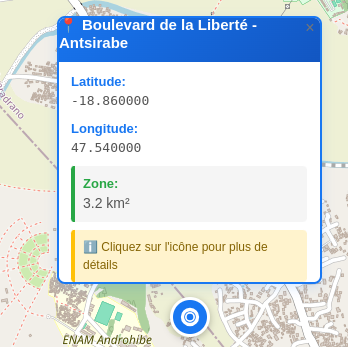 📍 Boulevard de la Liberté -
Antsirabe
×
Latitude:
-18.860000
Longitude:
47.540000
Zone:
3.2 km²
ℹ️ Cliquez sur l'icône pour plus de
détails
ENAM Androhibe